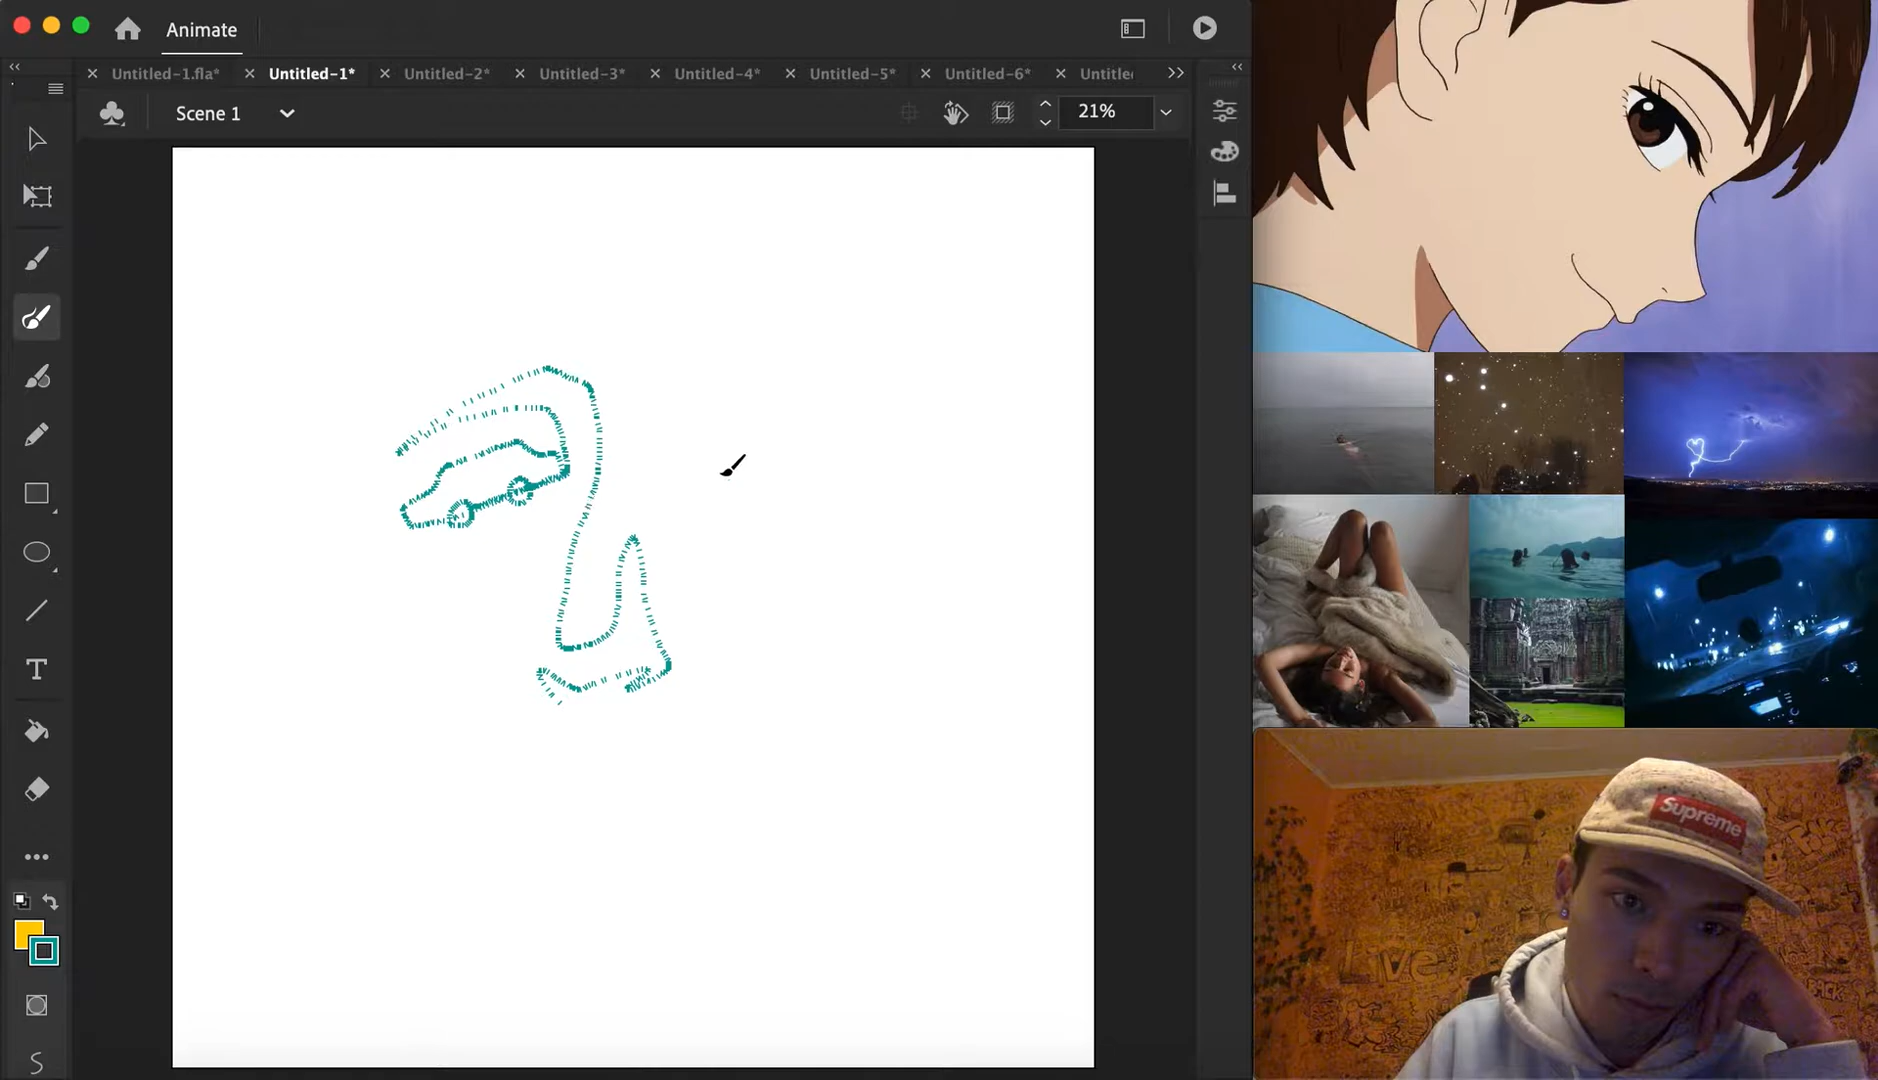 Animate
Untitled-1.fla*
Untitled-1*
Untitled-2*
Untitled-3*
Untitled-4*
Untitled-5*
Untitled-6*
Scene 1
21%
T
Supreme
Live